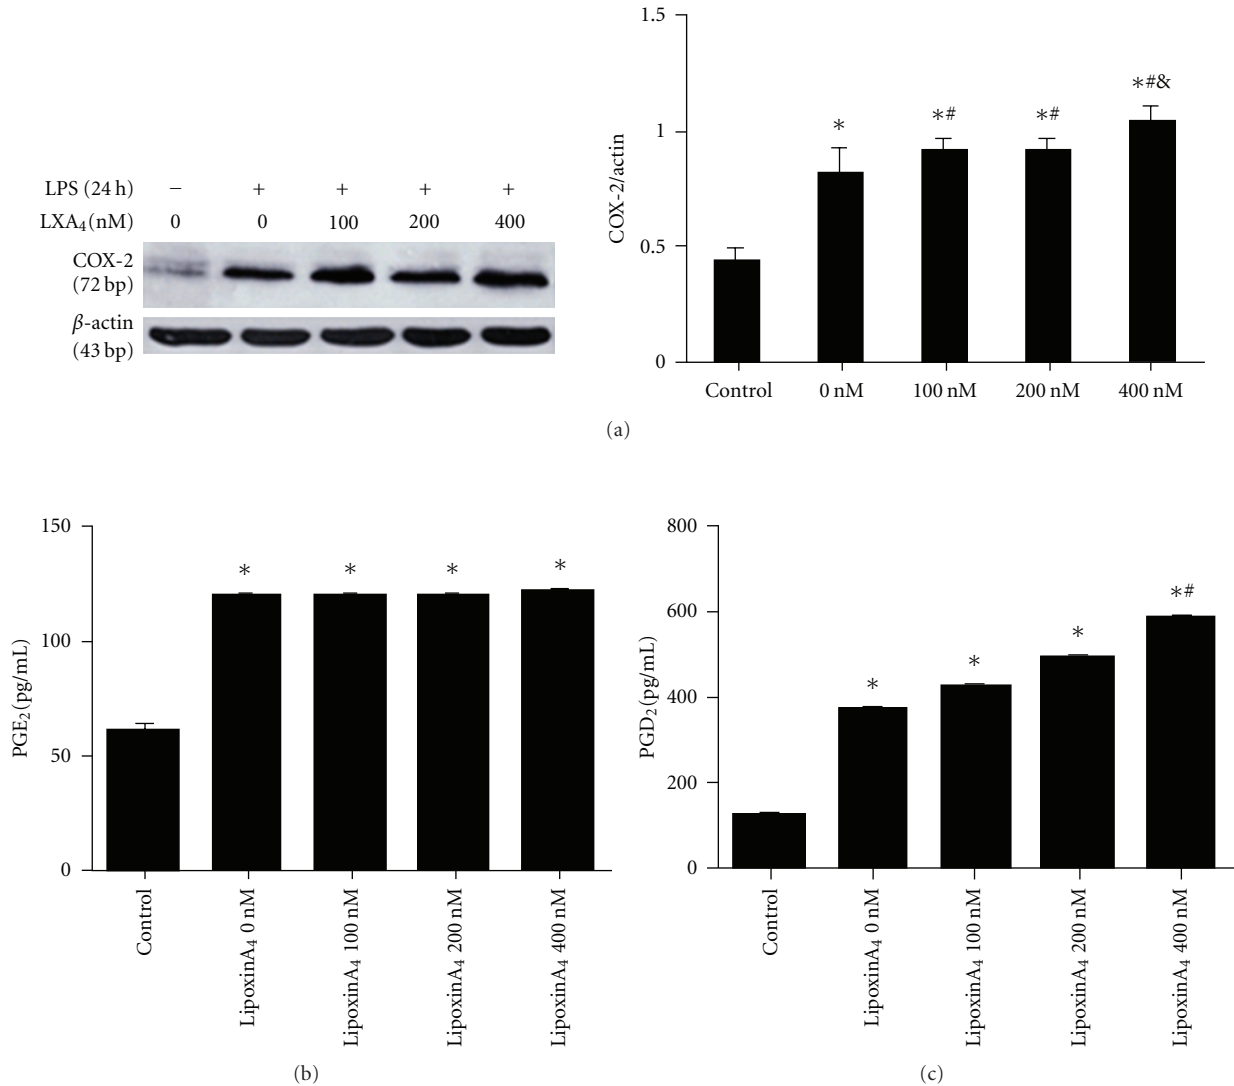 LPS (24 h) − + + + +
LXA₄(nM) 0 0 100 200 400
COX-2
(72 bp)
β-actin
(43 bp)
COX-2/actin
1.5
1
0.5
0
∗
∗#
∗#
∗#&
Control 0 nM 100 nM 200 nM 400 nM
(a)
PGE₂(pg/mL)
150
100
50
0
∗
∗
∗
∗
Control
LipoxinA₄ 0 nM
LipoxinA₄ 100 nM
LipoxinA₄ 200 nM
LipoxinA₄ 400 nM
(b)
PGD₂(pg/mL)
800
600
400
200
0
∗
∗
∗
∗#
Control
LipoxinA₄ 0 nM
LipoxinA₄ 100 nM
LipoxinA₄ 200 nM
LipoxinA₄ 400 nM
(c)